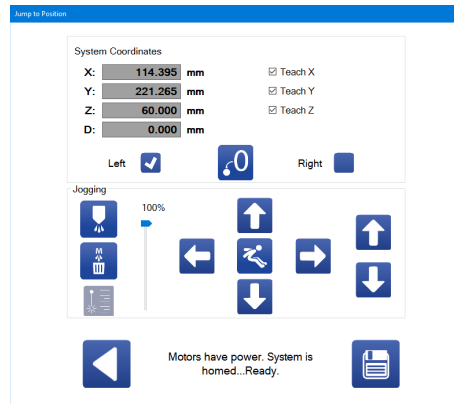 Jump to Position
System Coordinates
X: 114.395 mm
Teach X
Y: 221.265 mm
Teach Y
Z: 60.000 mm
Teach Z
D: 0.000 mm
Left
0
Right
Jogging
100%
M
Motors have power. System is
homed...Ready.